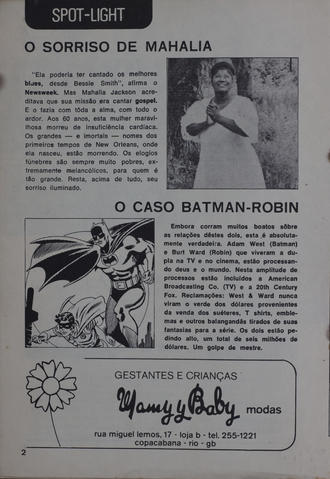 SPOT-LIGHT
O SORRISO DE MAHALIA
"Ela poderia ter cantado os melhores
blues, desde Bessie Smith", afirma o
Newsweek. Mas Mahalia Jackson acre-
ditava que sua missão era cantar gospel.
E o fazia com tôda a alma, com todo o
ardor. Aos 60 anos, esta mulher maravi-
lhosa morreu de insuficiência cardíaca.
Os grandes — e imortais — nomes dos
primeiros tempos de New Orleans, onde
ela nasceu, estão morrendo. Os elogios
fúnebres são sempre muito pobres, ex-
tremamente melancólicos, para quem é
tão grande. Resta, acima de tudo, seu
sorriso iluminado.
O CASO BATMAN-ROBIN
Embora corram muitos boatos sôbre
as relações dêstes dois, esta é absoluta-
mente verdadeira. Adam West (Batman)
e Burt Ward (Robin) que viveram a du-
pla na TV e no cinema, estão processan-
do deus e o mundo. Nesta amplitude de
processos estão incluídos a American
Broadcasting Co. (TV) e a 20th Century
Fox. Reclamações: West & Ward nunca
viram o verde dos dólares provenientes
da venda dos suéteres, T shirts, emble-
mas e outros balangandãs tirados de suas
fantasias para a série. Os dois estão pe-
dindo alto, um total de seis milhões de
dólares. Um golpe de mestre.
GESTANTES E CRIANÇAS
Mamy y Baby modas
rua miguel lemos, 17 - loja b - tel. 255-1221
copacabana - rio - gb
2